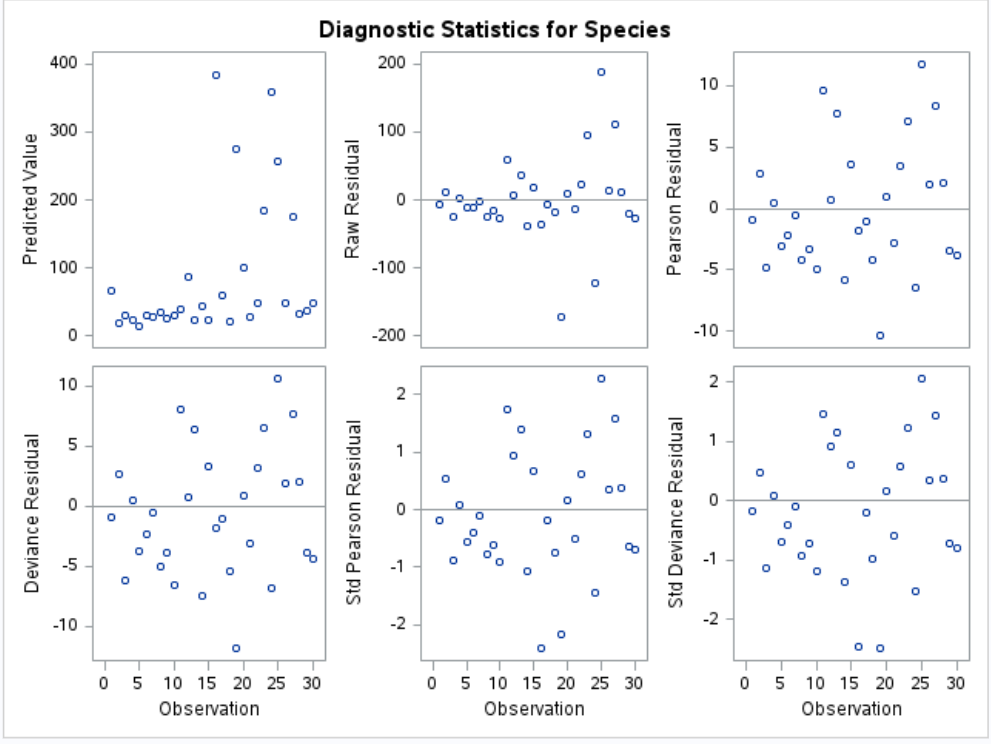 Diagnostic Statistics for Species
Predicted Value
400
300
200
100
0
Raw Residual
200
100
0
-100
-200
Pearson Residual
10
5
0
-5
-10
Deviance Residual
10
5
0
-5
-10
0 5 10 15 20 25 30
Observation
Std Pearson Residual
2
1
0
-1
-2
0 5 10 15 20 25 30
Observation
Std Deviance Residual
2
1
0
-1
-2
0 5 10 15 20 25 30
Observation